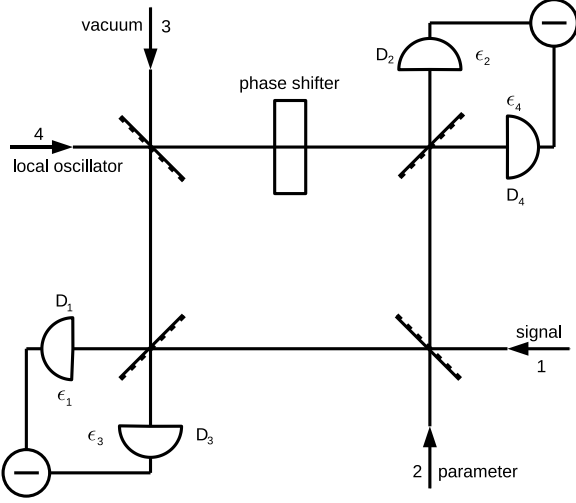 vacuum 3
D₂ ϵ₂
−
phase shifter
ϵ₄
4
local oscillator
D₄
D₁
signal
1
ϵ₁
ϵ₃ D₃
−
2 parameter